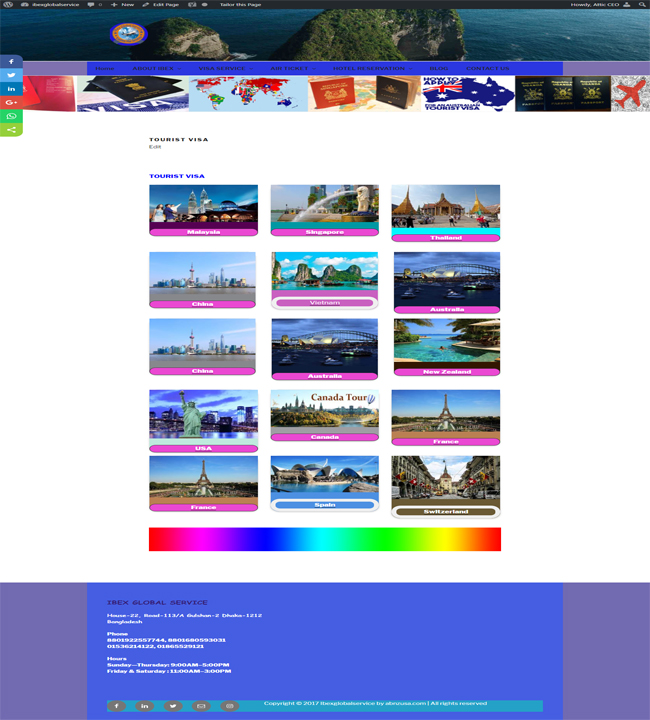 ibexglobalservice 0 New Edit Page Tailor this Page Howdy, Attic CEO
Home ABOUT IBEX VISA SERVICE AIR TICKET HOTEL RESERVATION BLOG CONTACT US
VISA
HOW TO
APPLY
FOR AUSTRALIAN
TOURIST VISA
TOURIST VISA
Edit
TOURIST VISA
Malaysia Singapore Thailand
China Vietnam Australia
China Australia New Zealand
Canada Tour
USA Canada France
France Spain Switzerland
IBEX GLOBAL SERVICE
House-22, Road-113/A Gulshan-2 Dhaka-1212
Bangladesh
Phone
8801922557744, 8801680593031
01536214122, 01865529121
Hours
Sunday—Thursday: 9:00AM–5:00PM
Friday & Saturday : 11:00AM–3:00PM
Copyright © 2017 ibexglobalservice by abnzusa.com | All rights reserved